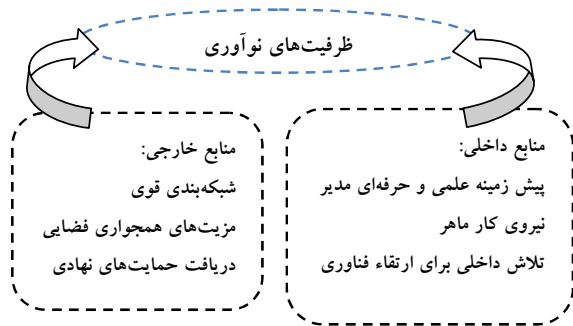 ظرفیت‌های نوآوری
منابع داخلی:
پیش زمینه علمی و حرفه‌ای مدیر
نیروی کار ماهر
تلاش داخلی برای ارتقاء فناوری
منابع خارجی:
شبکه‌بندی قوی
مزیت‌های همجواری فضایی
دریافت حمایت‌های نهادی